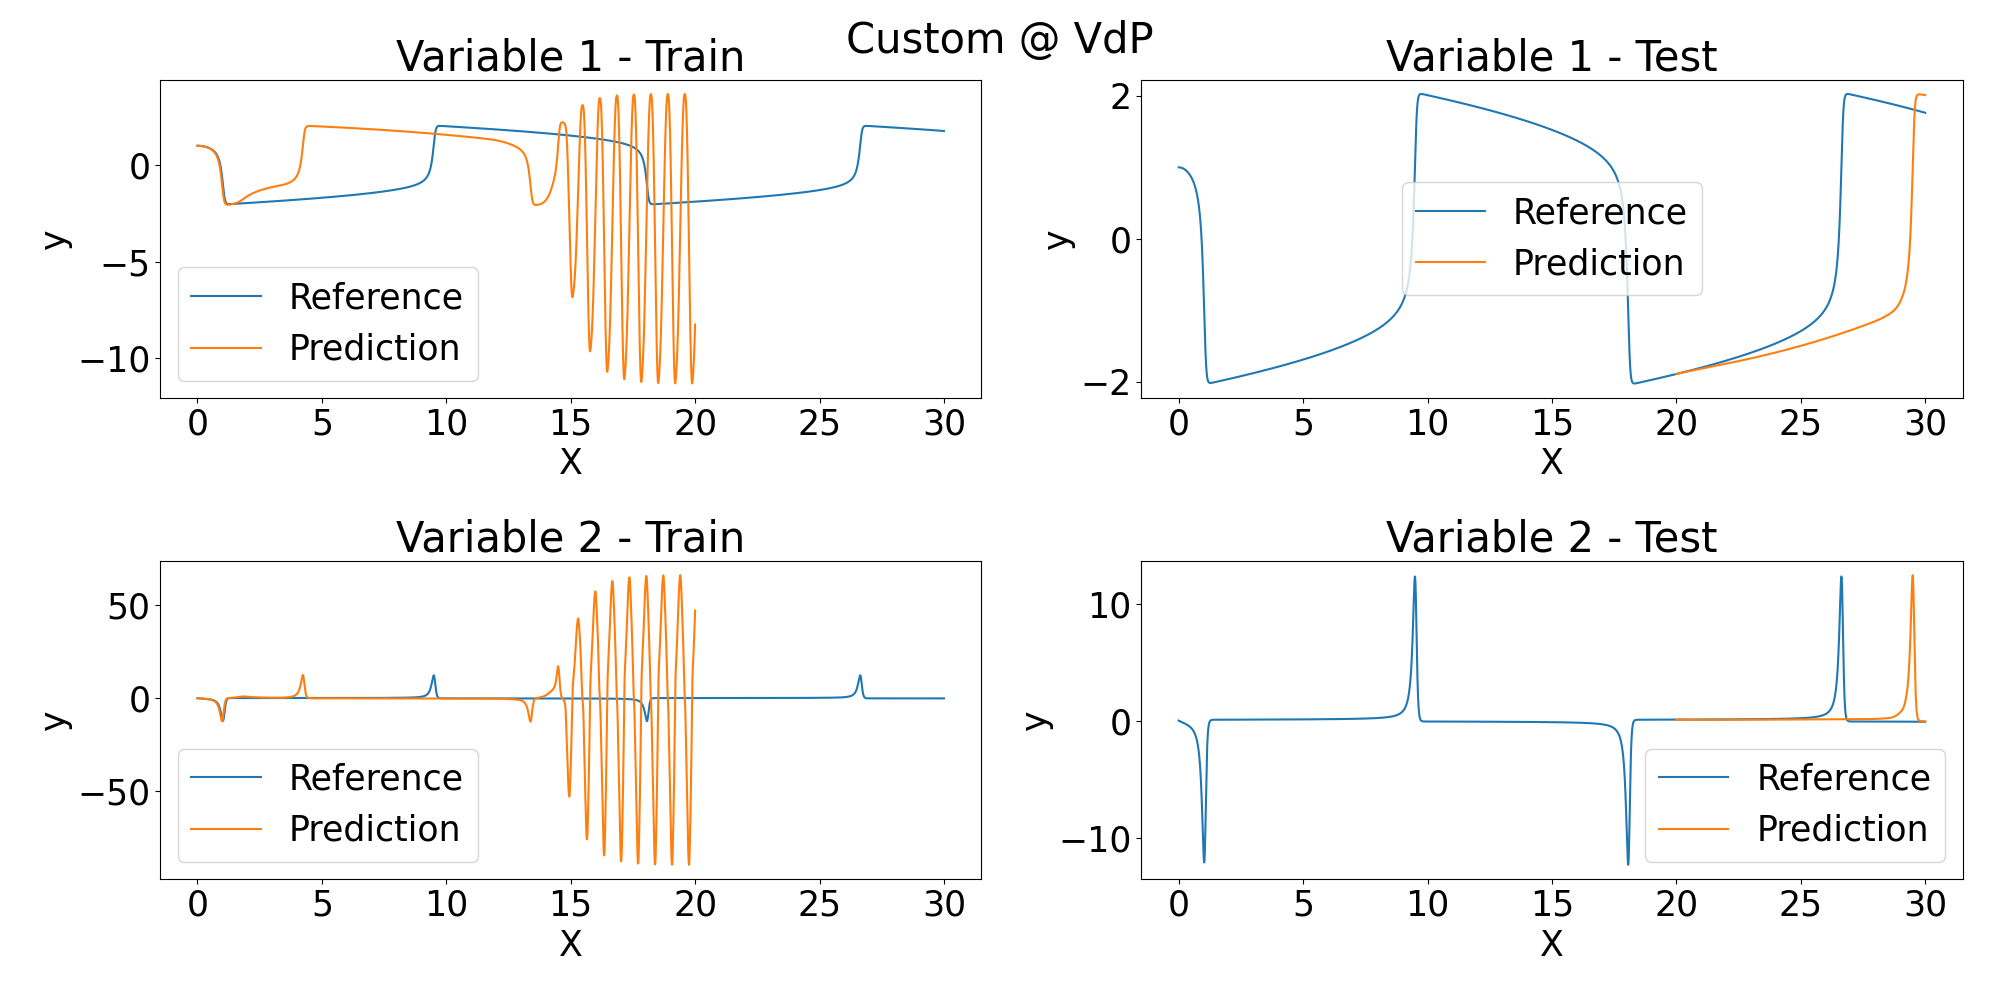 Custom @ VdP
Variable 1 - Train
0
−5
−10
y
Reference
Prediction
0 5 10 15 20 25 30
X
Variable 1 - Test
2
0
−2
y
Reference
Prediction
0 5 10 15 20 25 30
X
Variable 2 - Train
50
0
−50
y
Reference
Prediction
0 5 10 15 20 25 30
X
Variable 2 - Test
10
0
−10
y
Reference
Prediction
0 5 10 15 20 25 30
X